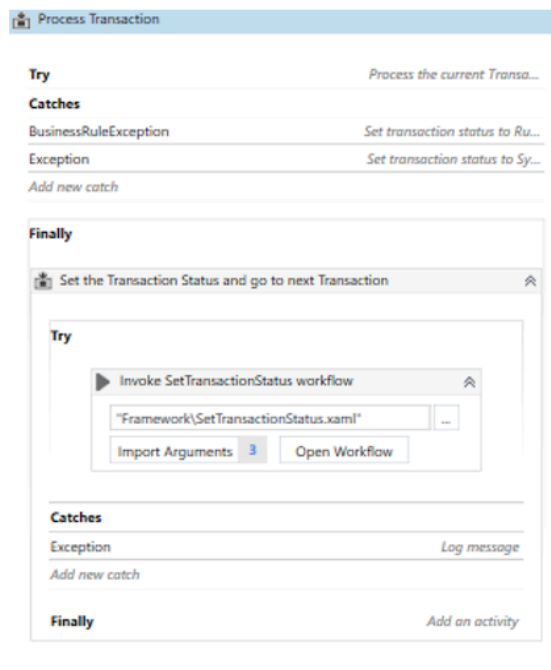 Process Transaction
Try Process the current Transa...
Catches
BusinessRuleException Set transaction status to Ru...
Exception Set transaction status to Sy...
Add new catch
Finally
Set the Transaction Status and go to next Transaction
Try
Invoke SetTransactionStatus workflow
"Framework\SetTransactionStatus.xaml" ...
Import Arguments 3 Open Workflow
Catches
Exception Log message
Add new catch
Finally Add an activity